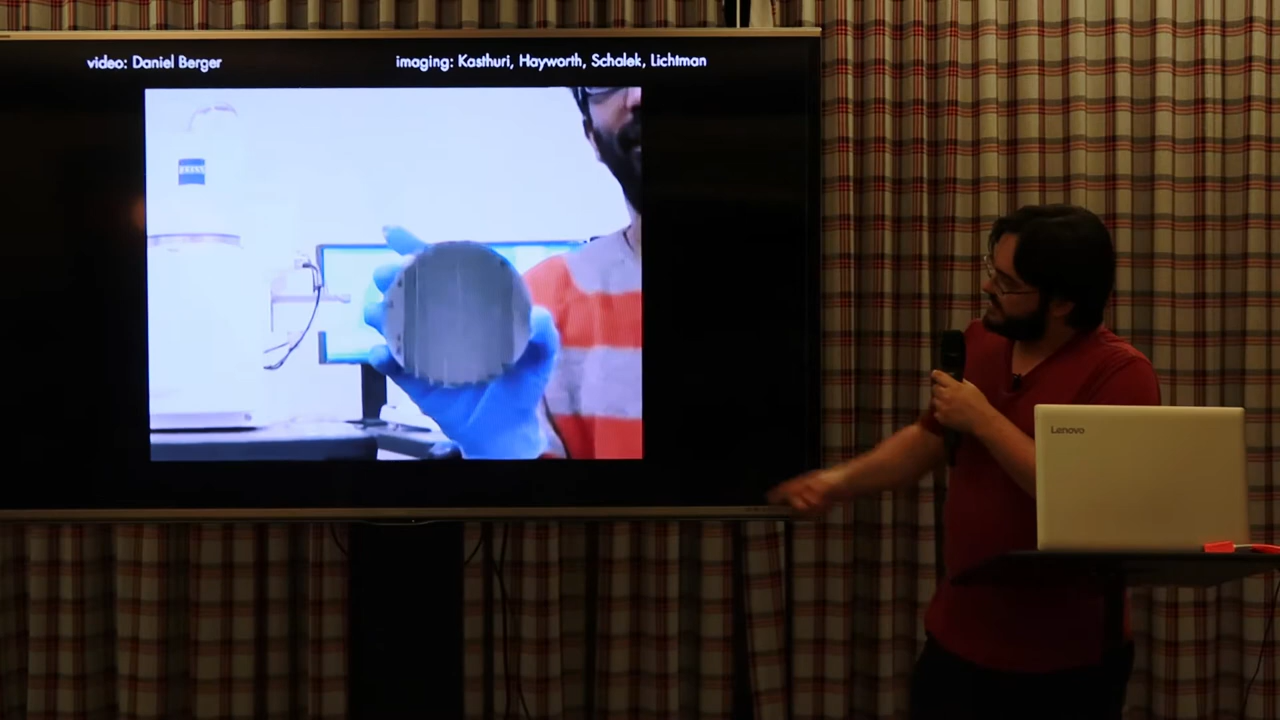 video: Daniel Berger
imaging: Kasthuri, Hayworth, Schalek, Lichtman
ZEISS
Lenovo